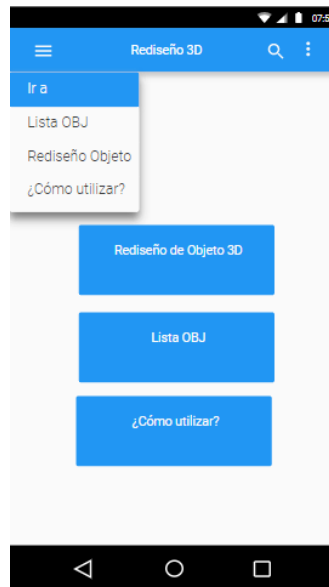 07:5
Rediseño 3D
Ir a
Lista OBJ
Rediseño Objeto
¿Cómo utilizar?
Rediseño de Objeto 3D
Lista OBJ
¿Cómo utilizar?